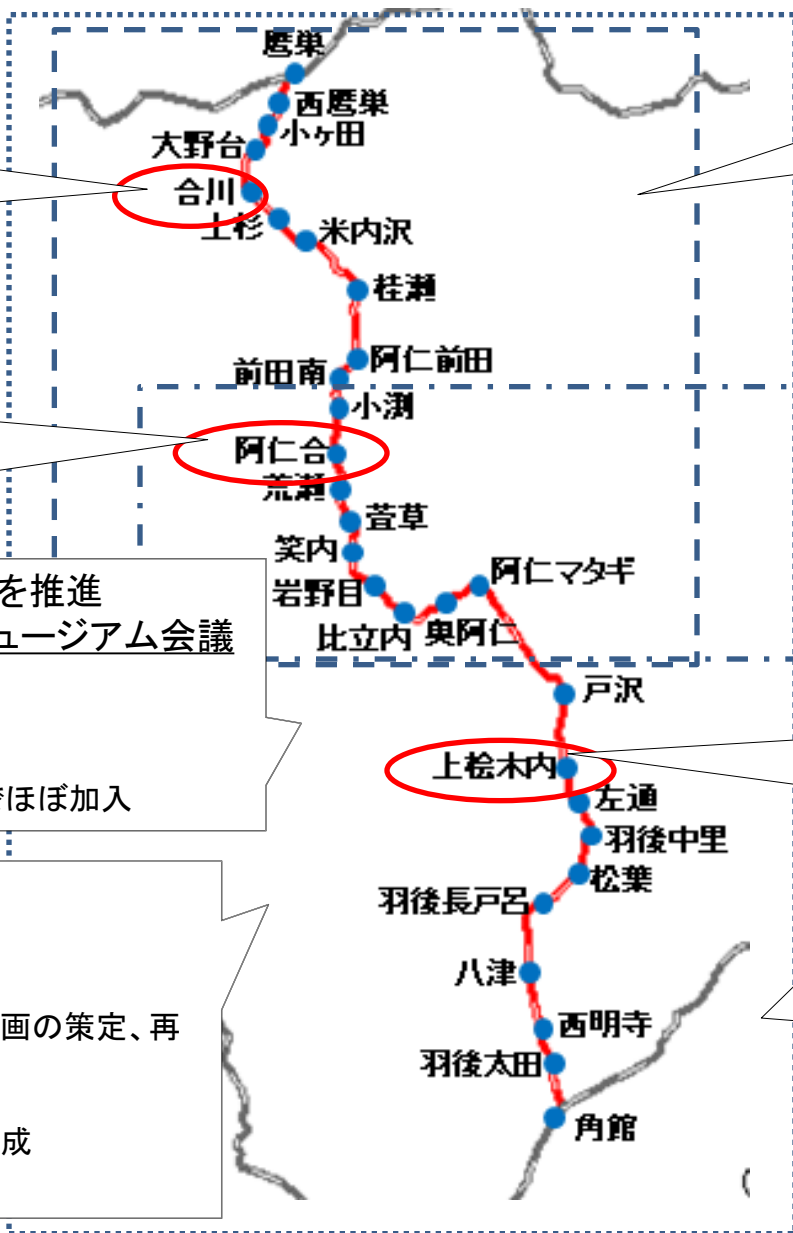 鷹巣
西鷹巣
小ヶ田
大野台
合川
上杉
米内沢
桂瀬
阿仁前田
前田南
小渕
阿仁合
荒瀬
萱草
笑内
岩野目
阿仁マタギ
比立内
奥阿仁
を推進
ュージアム会議
戸沢
上桧木内
ほぼ加入
左通
羽後中里
松葉
羽後長戸呂
八津
画の策定、再
西明寺
羽後太田
成
角館